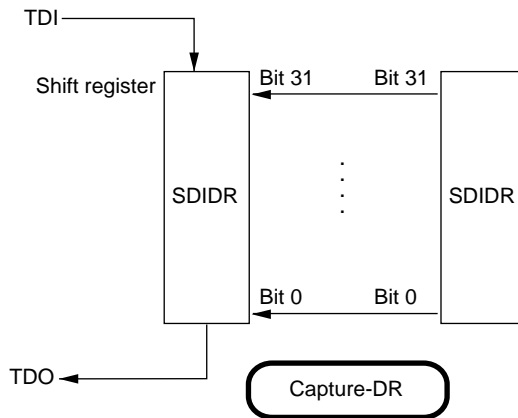 TDI
Shift register
Bit 31
Bit 31
SDIDR
SDIDR
Bit 0
Bit 0
TDO
Capture-DR